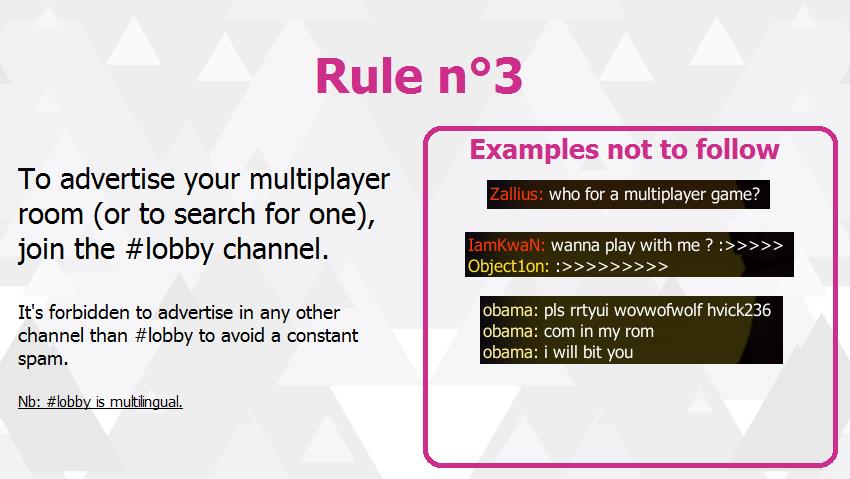 Rule n°3
To advertise your multiplayer
room (or to search for one),
join the #lobby channel.
It's forbidden to advertise in any other
channel than #lobby to avoid a constant
spam.
Nb: #lobby is multilingual.
Examples not to follow
Zallius: who for a multiplayer game?
IamKwaN: wanna play with me ? :>>>>>
Object1on: :>>>>>>>>>
obama: pls rrtyui wovwofwolf hvick236
obama: com in my rom
obama: i will bit you